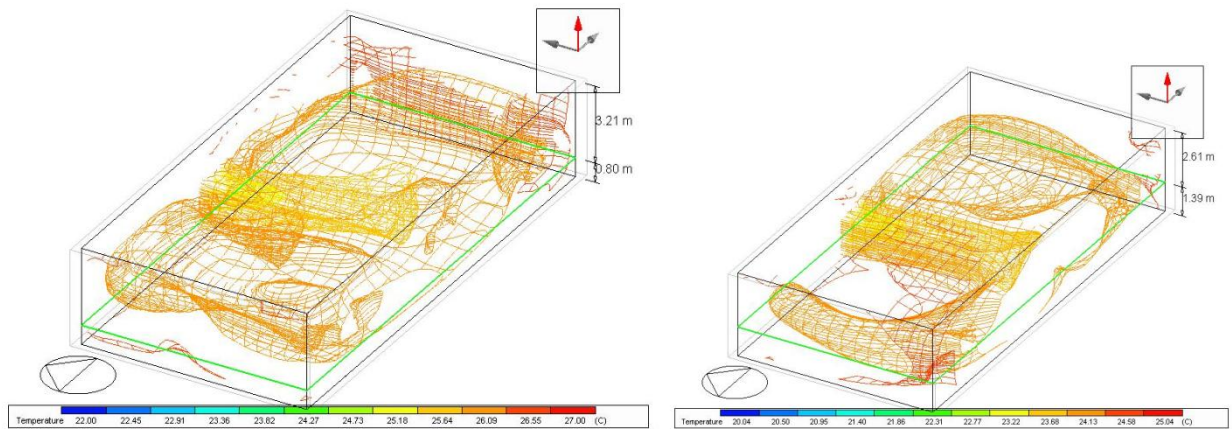 3.21 m
0.80 m
2.61 m
1.39 m
Temperature 22.00 22.45 22.91 23.36 23.82 24.27 24.73 25.18 25.64 26.09 26.55 27.00 (C)
Temperature 20.04 20.50 20.95 21.40 21.86 22.31 22.77 23.22 23.68 24.13 24.58 25.04 (C)